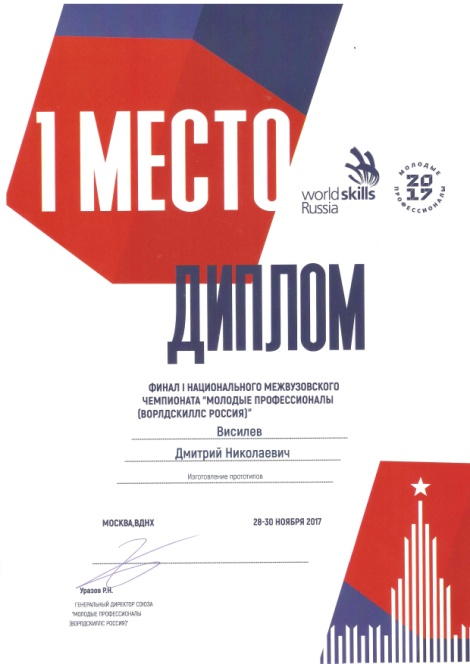 1 МЕСТО
worldskills
Russia
МОЛОДЫЕ
2017
ПРОФЕССИОНАЛЫ
ДИПЛОМ
ФИНАЛ I НАЦИОНАЛЬНОГО МЕЖВУЗОВСКОГО
ЧЕМПИОНАТА "МОЛОДЫЕ ПРОФЕССИОНАЛЫ
(ВОРЛДСКИЛЛС РОССИЯ)"
Висилев
Дмитрий Николаевич
Изготовление прототипов
МОСКВА,ВДНХ 28-30 НОЯБРЯ 2017
Уразов Р.Н.
ГЕНЕРАЛЬНЫЙ ДИРЕКТОР СОЮЗА
"МОЛОДЫЕ ПРОФЕССИОНАЛЫ
(ВОРЛДСКИЛЛС РОССИЯ)"